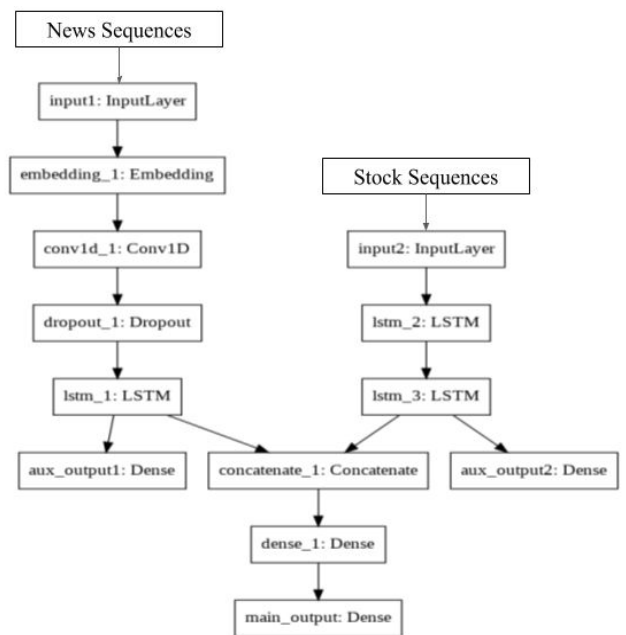 News Sequences
input1: InputLayer
embedding_1: Embedding
Stock Sequences
conv1d_1: Conv1D
input2: InputLayer
dropout_1: Dropout
lstm_2: LSTM
lstm_1: LSTM
lstm_3: LSTM
aux_output1: Dense
concatenate_1: Concatenate
aux_output2: Dense
dense_1: Dense
main_output: Dense